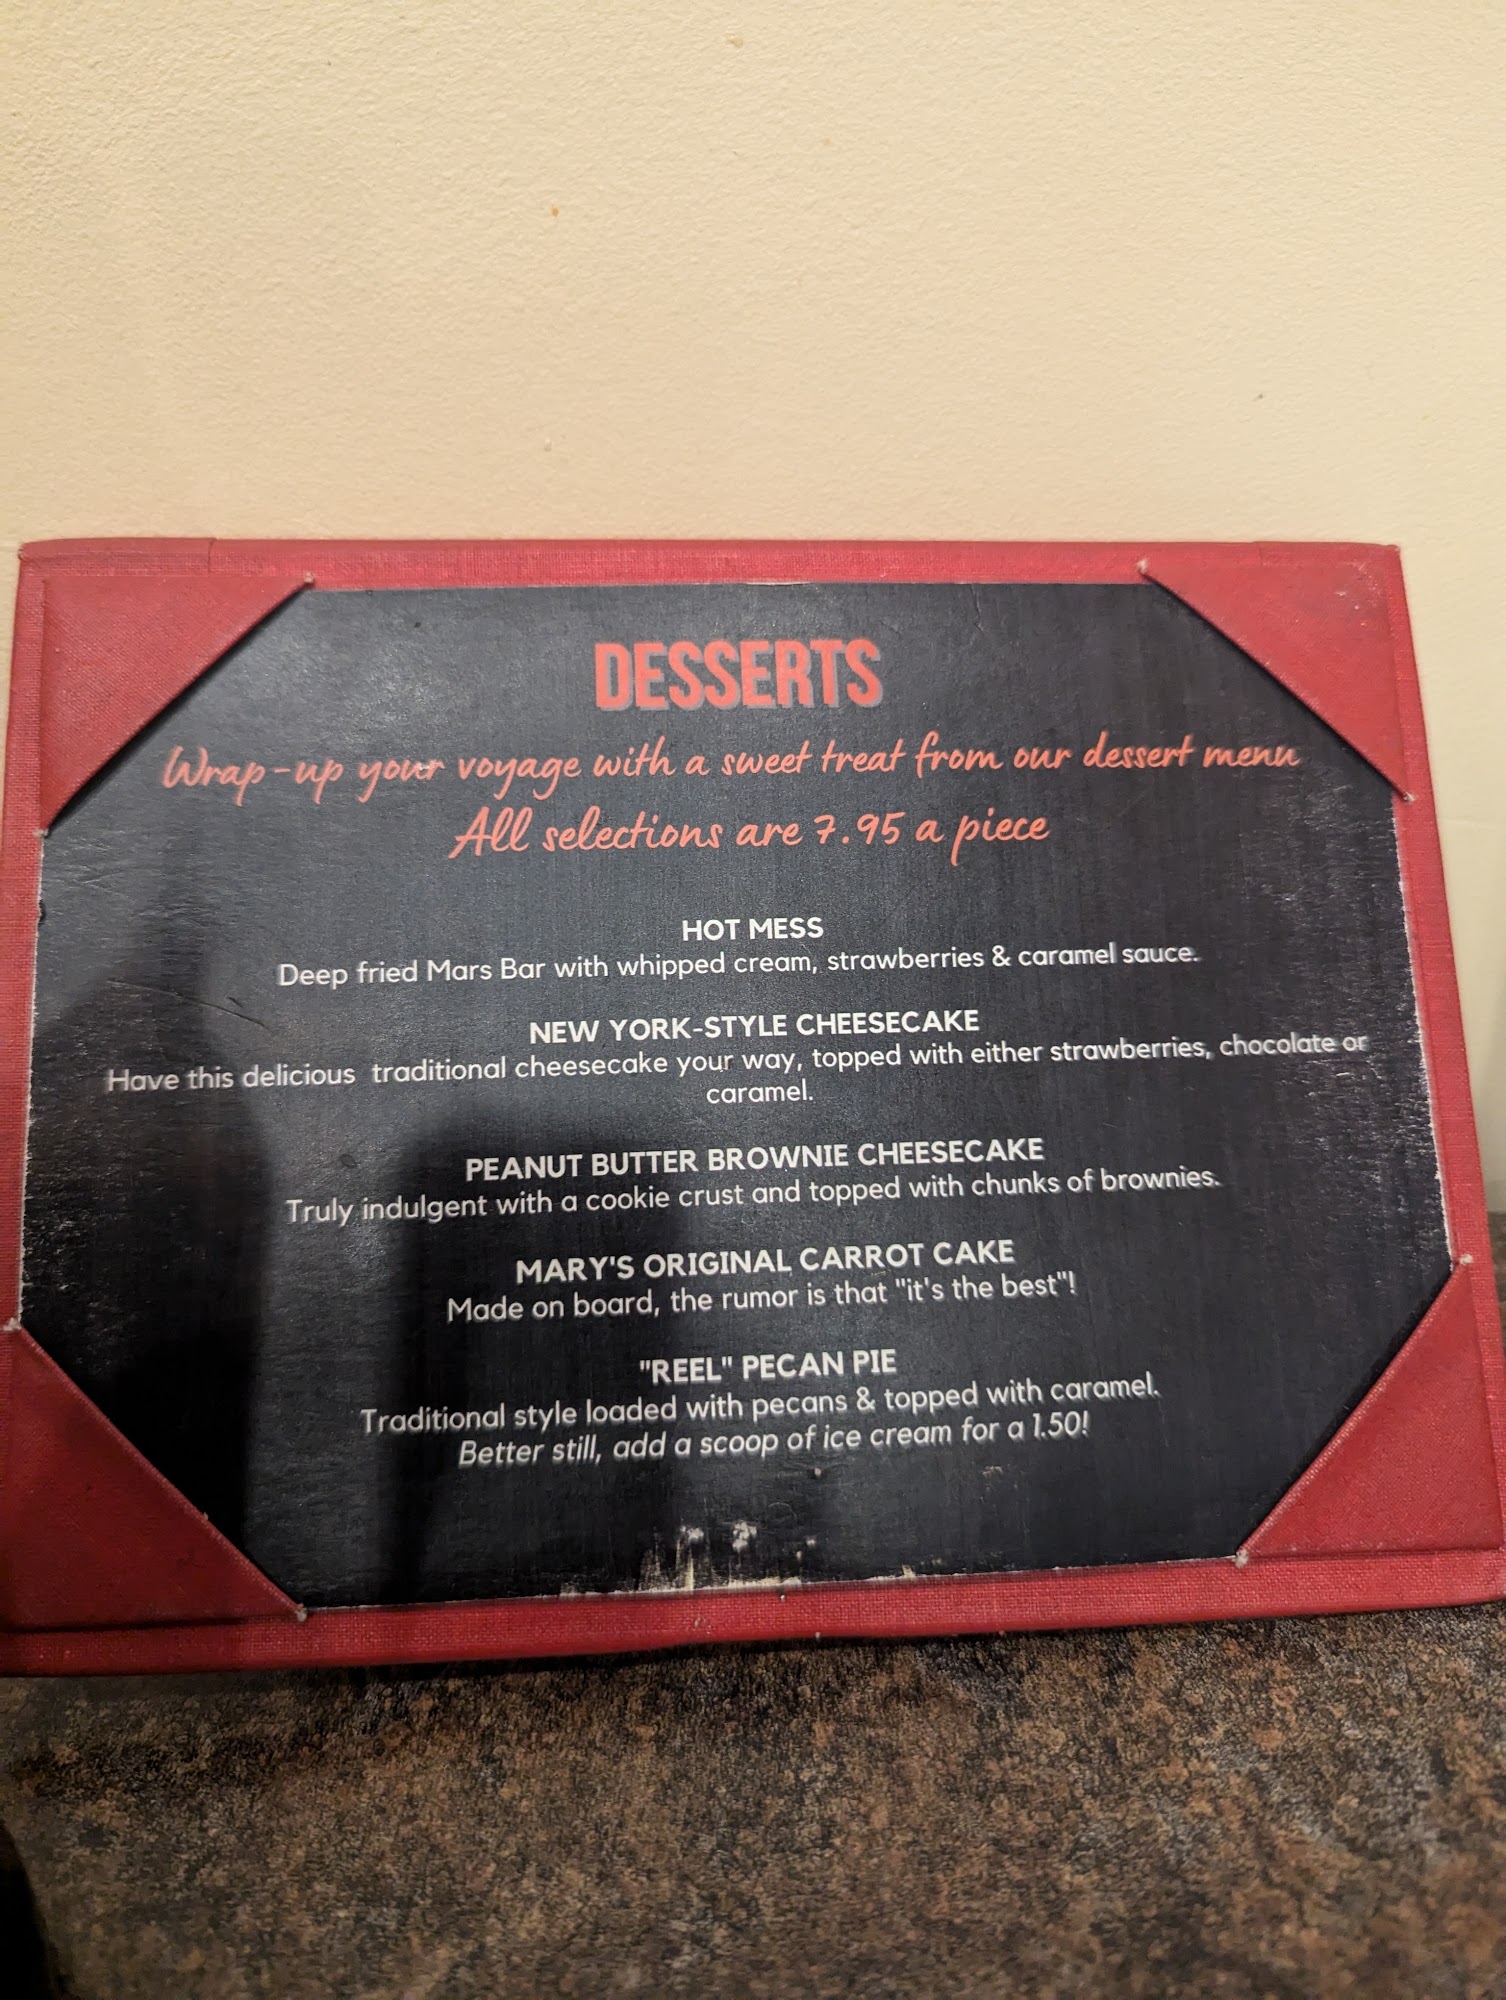 DESSERTS
Wrap-up your voyage with a sweet treat from our dessert menu
All selections are 7.95 a piece
HOT MESS
Deep fried Mars Bar with whipped cream, strawberries & caramel sauce.
NEW YORK-STYLE CHEESECAKE
Have this delicious traditional cheesecake your way, topped with either strawberries, chocolate or
caramel.
PEANUT BUTTER BROWNIE CHEESECAKE
Truly indulgent with a cookie crust and topped with chunks of brownies.
MARY'S ORIGINAL CARROT CAKE
Made on board, the rumor is that "it's the best"!
"REEL" PECAN PIE
Traditional style loaded with pecans & topped with caramel.
Better still, add a scoop of ice cream for a 1.50!